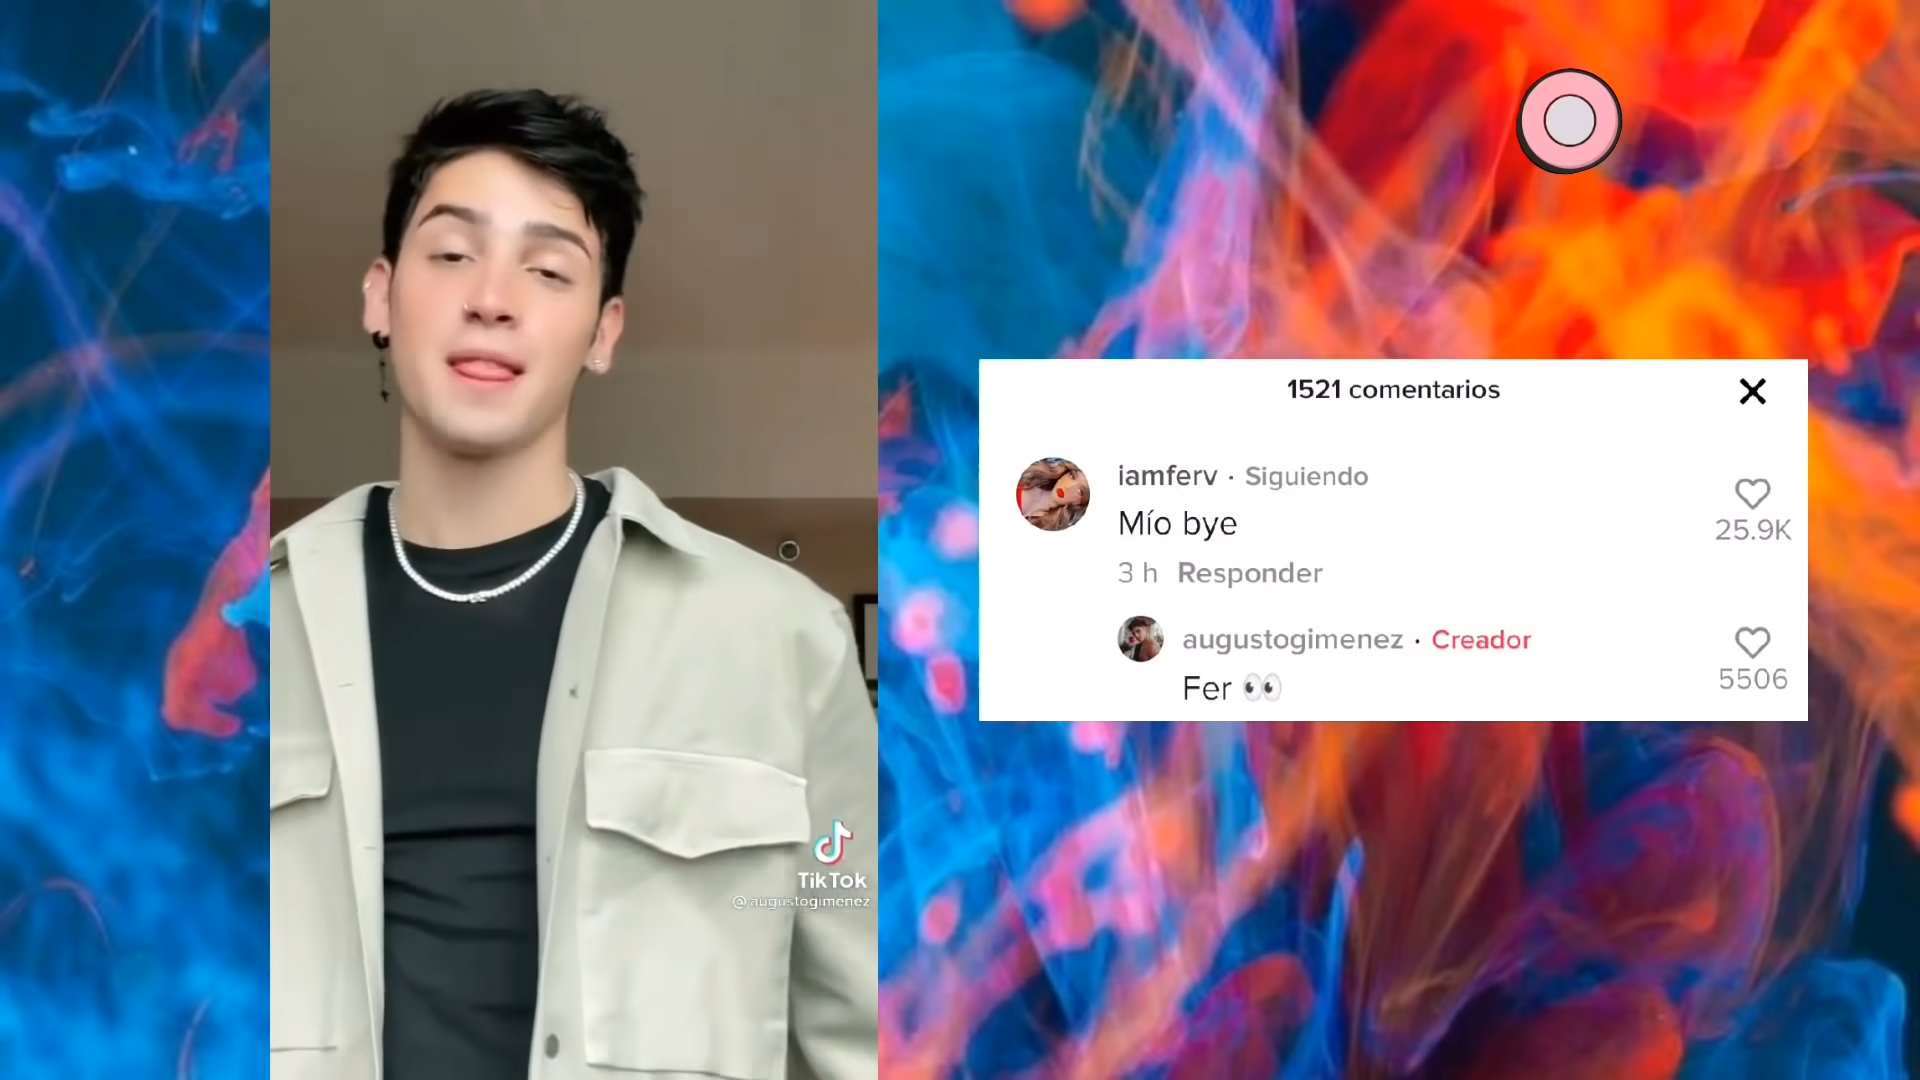 TikTok
@augustogimenez
1521 comentarios
iamferv · Siguiendo
Mío bye
25.9K
3 h Responder
augustogimenez · Creador
Fer 👀
5506